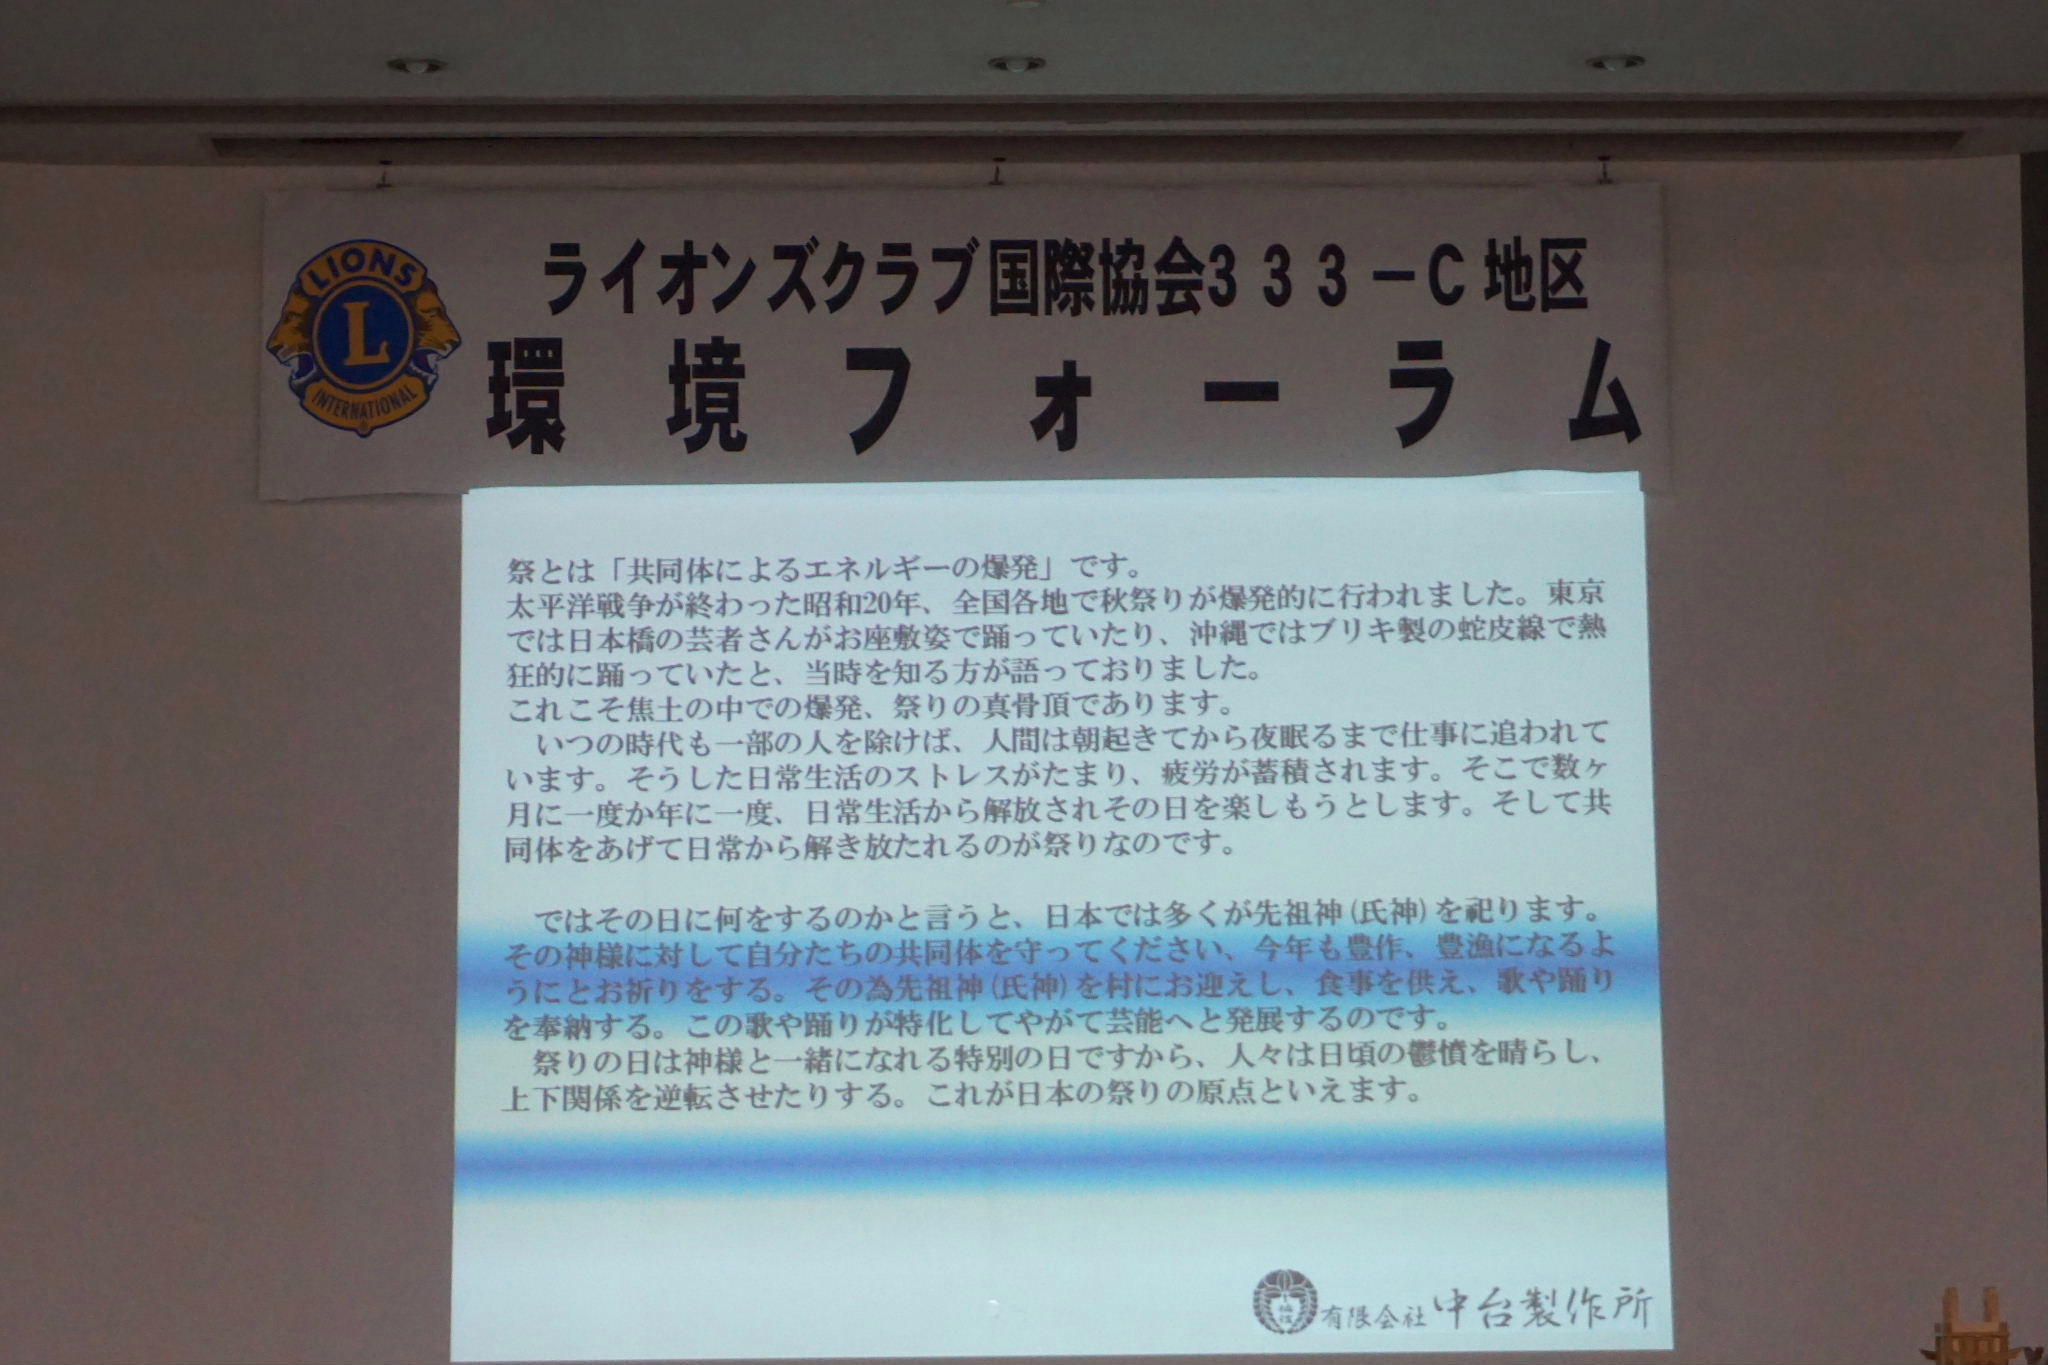 ライオンズクラブ国際協会333-C地区
LIONS
L
INTERNATIONAL
環境フォーラム
祭とは「共同体によるエネルギーの爆発」です。
太平洋戦争が終わった昭和20年、全国各地で秋祭りが爆発的に行われました。東京
では日本橋の芸者さんがお座敷姿で踊っていたり、沖縄ではブリキ製の蛇皮線で熱
狂的に踊っていたと、当時を知る方が語っておりました。
これこそ焦土の中での爆発、祭りの真骨頂であります。
いつの時代も一部の人を除けば、人間は朝起きてから夜眠るまで仕事に追われて
います。そうした日常生活のストレスがたまり、疲労が蓄積されます。そこで数ヶ
月に一度か年に一度、日常生活から解放されその日を楽しもうとします。そして共
同体をあげて日常から解き放たれるのが祭りなのです。
ではその日に何をするのかと言うと、日本では多くが先祖神(氏神)を祀ります。
その神様に対して自分たちの共同体を守ってください、今年も豊作、豊漁になるよ
うにとお祈りをする。その為先祖神(氏神)を村にお迎えし、食事を供え、歌や踊り
を奉納する。この歌や踊りが特化してやがて芸能へと発展するのです。
祭りの日は神様と一緒になれる特別の日ですから、人々は日頃の鬱憤を晴らし、
上下関係を逆転させたりする。これが日本の祭りの原点といえます。
有限会社中台製作所